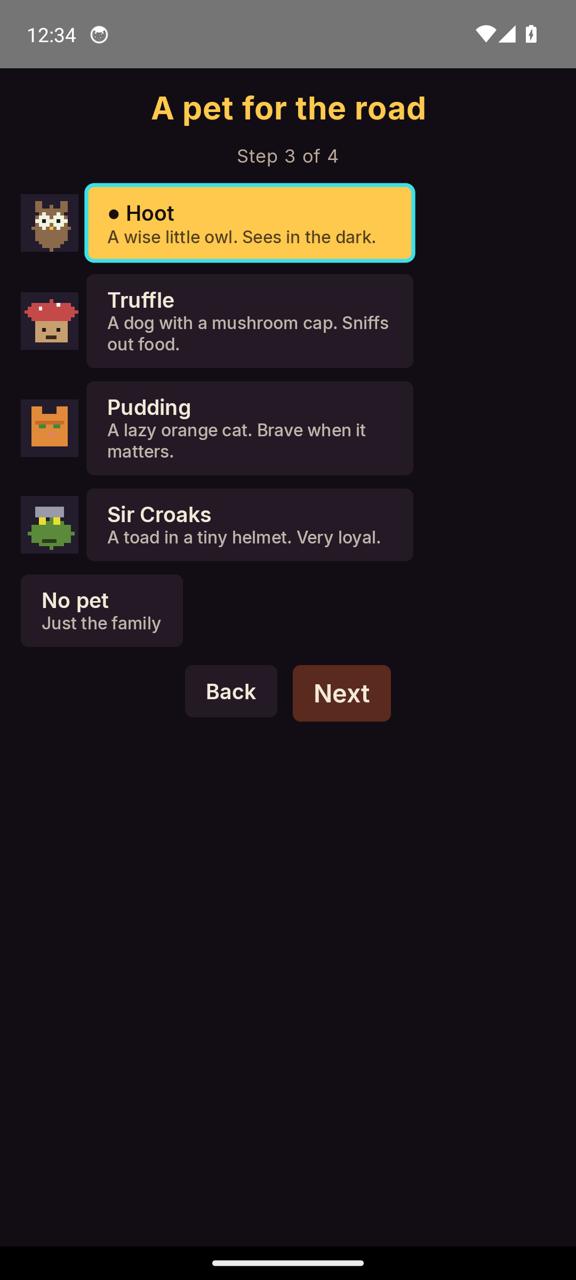 12:34
A pet for the road
Step 3 of 4
● Hoot
A wise little owl. Sees in the dark.
Truffle
A dog with a mushroom cap. Sniffs
out food.
Pudding
A lazy orange cat. Brave when it
matters.
Sir Croaks
A toad in a tiny helmet. Very loyal.
No pet
Just the family
Back
Next